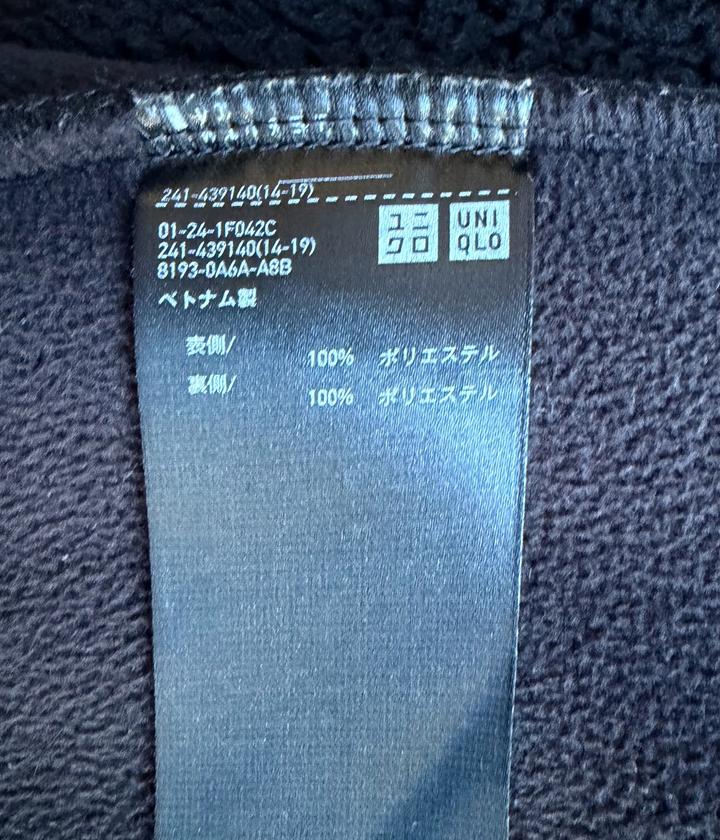 241-439140(14-19)
ユニ
クロ
UNI
QLO
01-24-1F042C
241-439140(14-19)
8193-0A6A-A8B
ベトナム製
表側/
100% ポリエステル
裏側/
100% ポリエステル